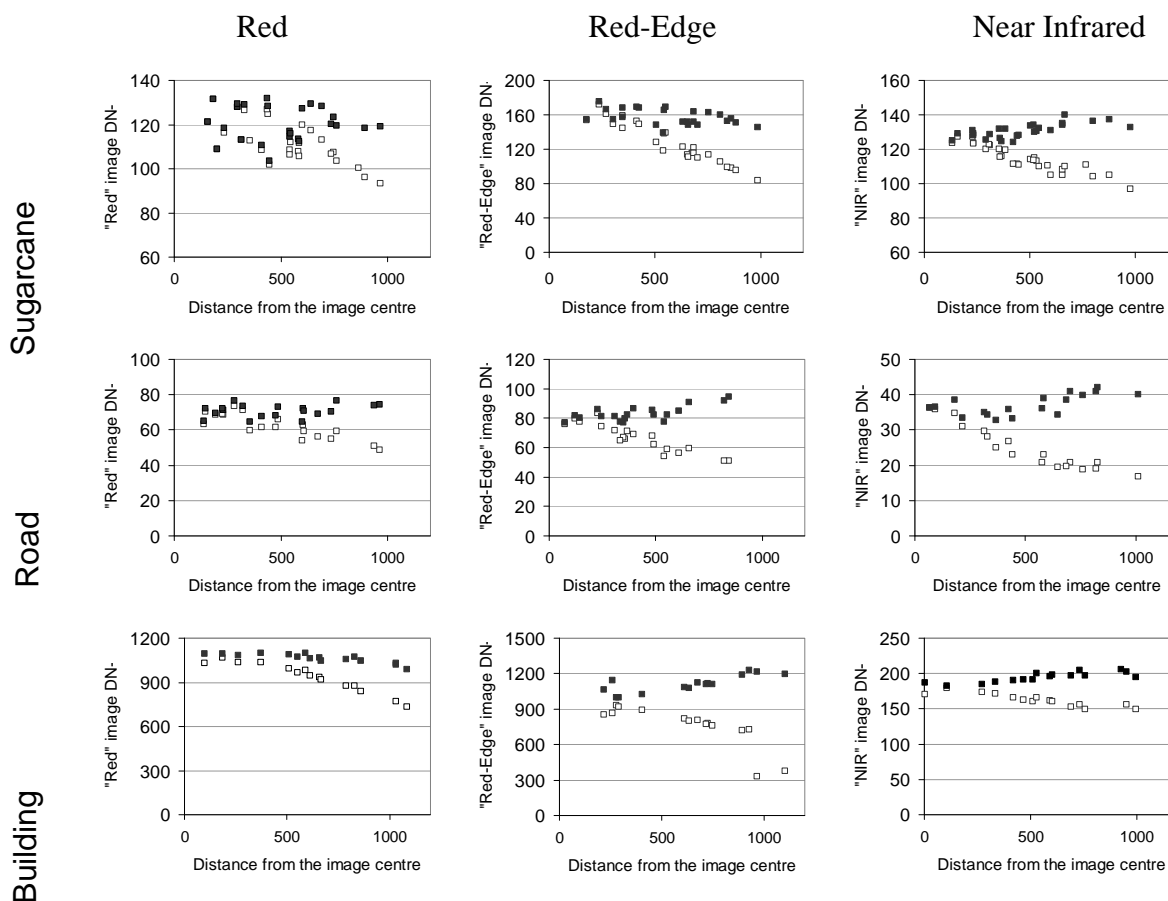 Red Red-Edge Near Infrared
Sugarcane
"Red" image DN-
140
120
100
80
60
0 500 1000
Distance from the image centre
"Red-Edge" image DN-
200
160
120
80
40
0
0 500 1000
Distance from the image centre
"NIR" image DN-
160
140
120
100
80
60
0 500 1000
Distance from the image centre
Road
"Red" image DN-
100
80
60
40
20
0
0 500 1000
Distance from the image centre
"Red-Edge" image DN-
120
100
80
60
40
20
0
0 500 1000
Distance from the image centre
"NIR" image DN-
50
40
30
20
10
0
0 500 1000
Distance from the image centre
Building
"Red" image DN-
1200
900
600
300
0
0 500 1000
Distance from the image centre
"Red-Edge" image DN-
1500
1200
900
600
300
0
0 500 1000
Distance from the image centre
"NIR" image DN-
250
200
150
100
50
0
0 500 1000
Distance from the image centre